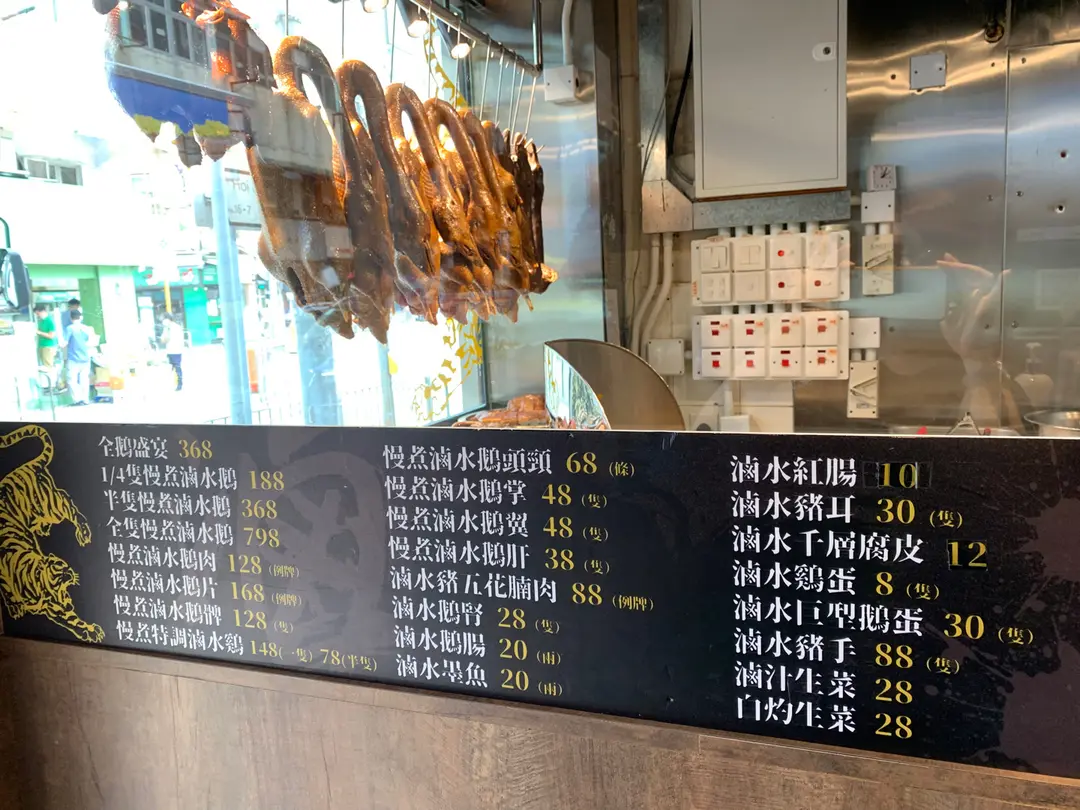 全鵝盛宴 368
1/4隻慢煮滷水鵝 188
半隻慢煮滷水鵝 368
全隻慢煮滷水鵝 798
慢煮滷水鵝肉 128 (例牌)
慢煮滷水鵝片 168 (例牌)
慢煮滷水鵝髀 128 (隻)
慢煮特調滷水鷄 148(一隻) 78(半隻)
慢煮滷水鵝頭頸 68 (條)
慢煮滷水鵝掌 48 (隻)
慢煮滷水鵝翼 48 (隻)
慢煮滷水鵝肝 38 (隻)
滷水豬五花腩肉 88 (例牌)
滷水鵝腎 28 (隻)
滷水鵝腸 20 (兩)
滷水墨魚 20 (兩)
滷水紅腸 10
滷水豬耳 30 (隻)
滷水千層腐皮 12
滷水鷄蛋 8 (隻)
滷水巨型鵝蛋 30 (隻)
滷水豬手 88 (隻)
滷汁生菜 28
白灼生菜 28